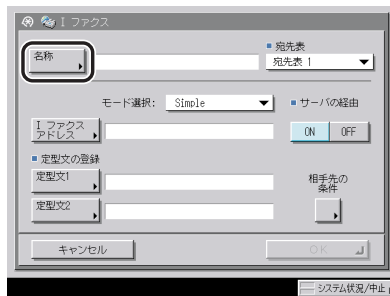 I ファクス
名称
宛先表
宛先表 1
モード選択: Simple
サーバの経由
I ファクス
アドレス
ON OFF
定型文の登録
定型文1
相手先の
条件
定型文2
キャンセル
OK
システム状況/中止